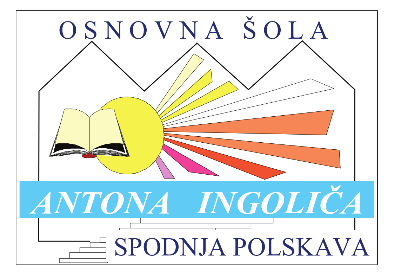 OSNOVNA ŠOLA
ANTONA INGOLIČA
SPODNJA POLSKAVA